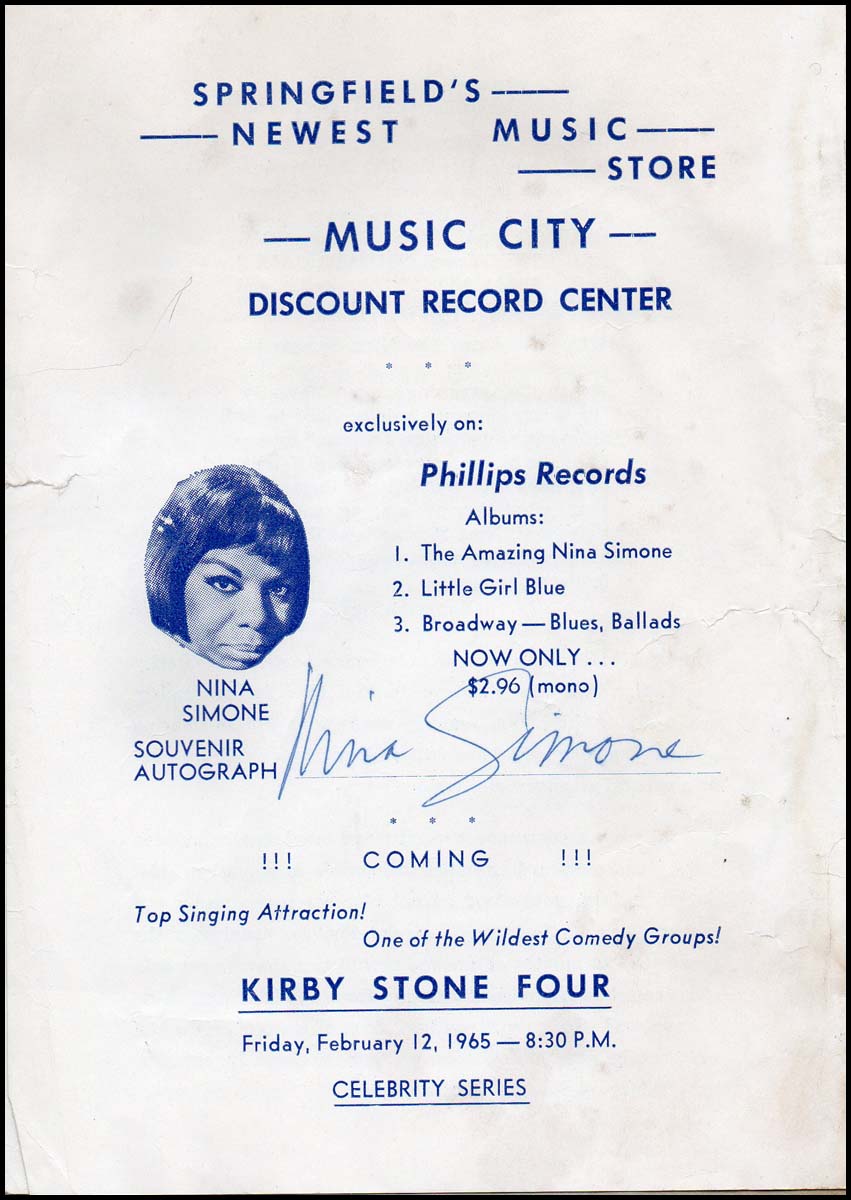 SPRINGFIELD'S
NEWEST MUSIC
STORE
— MUSIC CITY —
DISCOUNT RECORD CENTER
* * *
exclusively on:
Phillips Records
Albums:
1. The Amazing Nina Simone
2. Little Girl Blue
3. Broadway — Blues, Ballads
NOW ONLY . . .
$2.96 (mono)
NINA
SIMONE
SOUVENIR
AUTOGRAPH
Nina Simone
* * *
!!! COMING !!!
Top Singing Attraction!
One of the Wildest Comedy Groups!
KIRBY STONE FOUR
Friday, February 12, 1965 — 8:30 P.M.
CELEBRITY SERIES